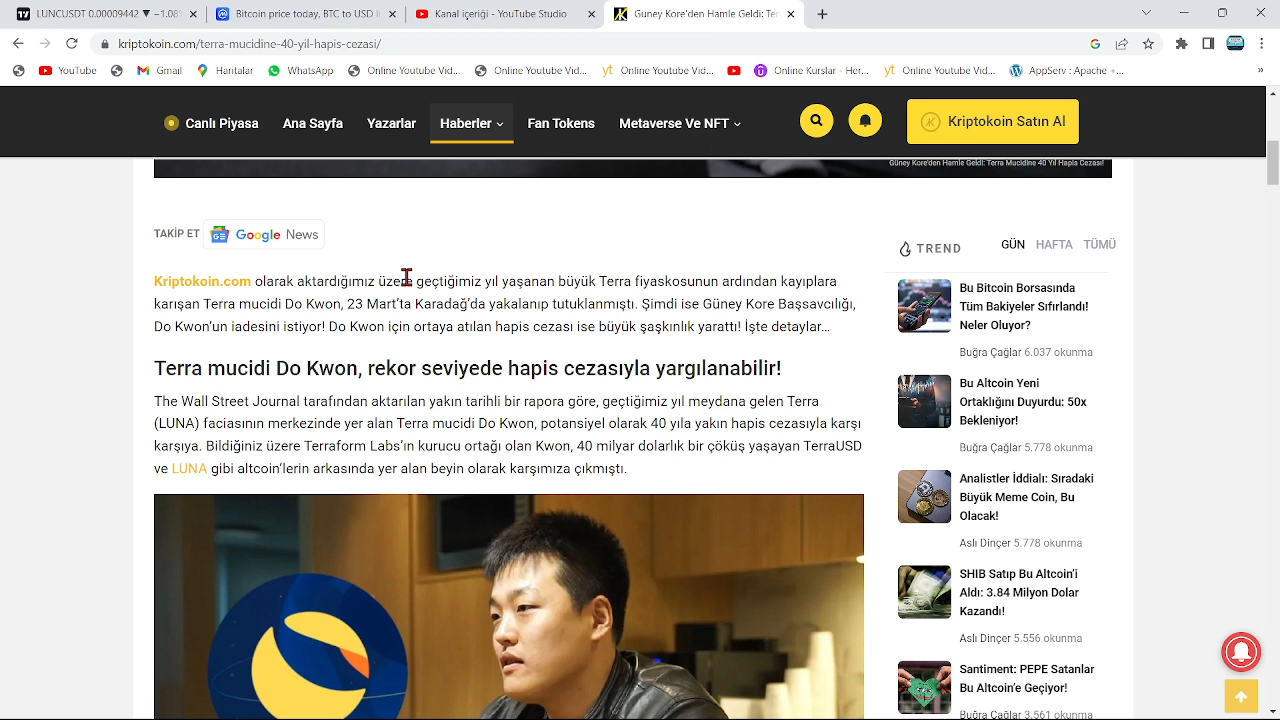 LUNCUSDT 0.00009442 ▼ −1.08
Bitcoin price today, BTC to USD l
Kanal içeriği - YouTube Studio
Güney Kore'den Hamle Geldi: Ter
kriptokoin.com/terra-mucidine-40-yil-hapis-cezasi/
YouTube
Gmail
Haritalar
WhatsApp
Online Youtube Vid...
Online Youtube Vid...
Online Youtube Vid...
Online Kurslar - Her...
Online Youtube Vid...
AppServ : Apache +...
»
Canlı Piyasa
Ana Sayfa
Yazarlar
Haberler
Fan Tokens
Metaverse Ve NFT
Kriptokoin Satın Al
Güney Kore'den Hamle Geldi: Terra Mucidine 40 Yıl Hapis Cezası!
TAKİP ET
Google News
Kriptokoin.com olarak aktardığımız üzere geçtiğimiz yıl yaşanan büyük Terra fiyaskosunun ardından kayıplara
karışan Terra mucidi Do Kwon, 23 Mart'ta Karadağ'da yakalanıp tutuklanmıştı. Şimdi ise Güney Kore Başsavcılığı,
Do Kwon'un iadesini istiyor! Do Kwon için ortaya atılan hapis cezası ise büyük şaşkınlık yarattı! İşte detaylar…
Terra mucidi Do Kwon, rekor seviyede hapis cezasıyla yargılanabilir!
The Wall Street Journal tarafından aktarılan yakın tarihli bir rapora göre, geçtiğimiz yıl meydana gelen Terra
(LUNA) faciasının merkezinde yer alan Terra mucidi Do Kwon, potansiyel olarak 40 yıla yakın hapis cezasıyla karşı
karşıya. Bildiğiniz üzere Terraform Labs'ın kurucu ortağı olan Kwon, 40 milyar dolarlık bir çöküş yaşayan TerraUSD
ve LUNA gibi altcoin'lerin arkasında yer alan beyin olarak karşımıza çıkmıştı.
TREND
GÜN
HAFTA
TÜMÜ
Bu Bitcoin Borsasında
Tüm Bakiyeler Sıfırlandı!
Neler Oluyor?
Buğra Çağlar 6.037 okunma
Bu Altcoin Yeni
Ortaklığını Duyurdu: 50x
Bekleniyor!
Buğra Çağlar 5.778 okunma
Analistler İddialı: Sıradaki
Büyük Meme Coin, Bu
Olacak!
Aslı Dinçer 5.778 okunma
SHIB Satıp Bu Altcoin'i
Aldı: 3.84 Milyon Dolar
Kazandı!
Aslı Dinçer 5.556 okunma
Santiment: PEPE Satanlar
Bu Altcoin'e Geçiyor!
Buğra Çağlar 3.561 okunma